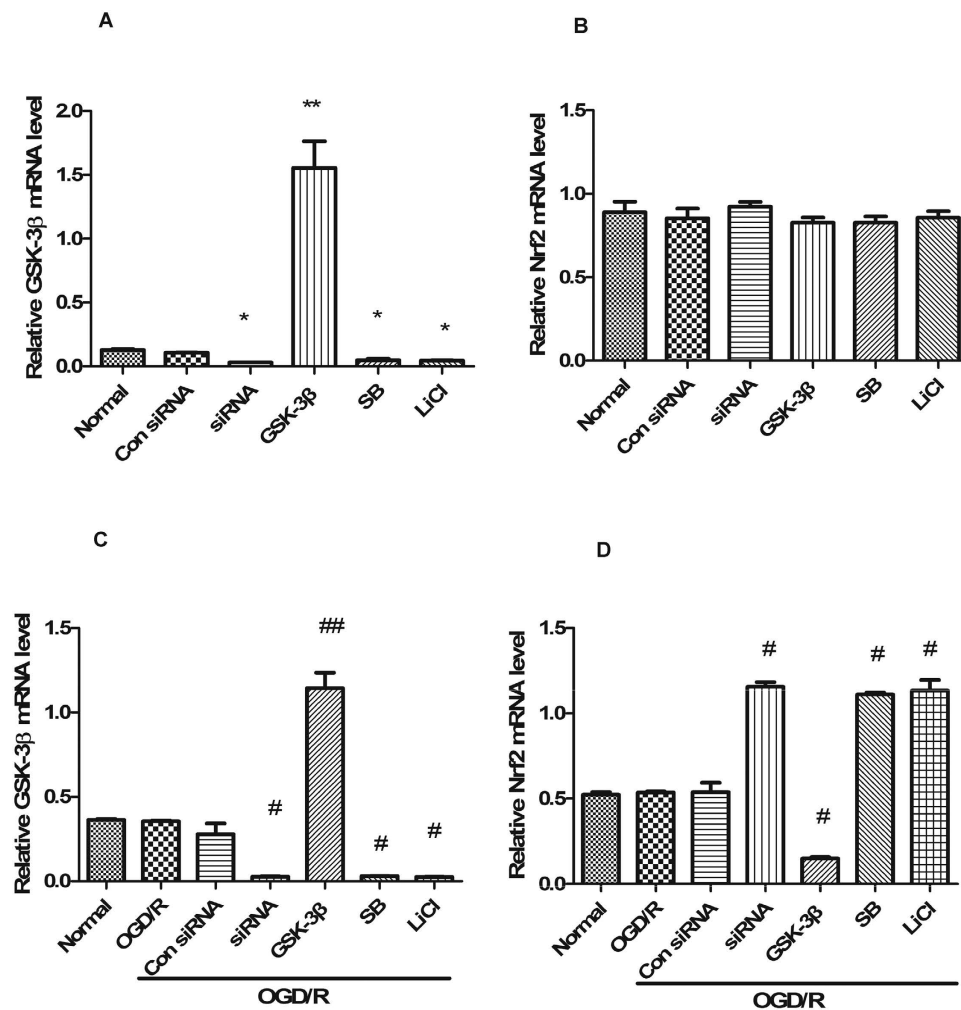 A
Relative GSK-3β mRNA level
2.0
1.5
1.0
0.5
0.0
*
**
*
*
Normal
Con siRNA
siRNA
GSK-3β
SB
LiCl
B
Relative Nrf2 mRNA level
1.5
1.0
0.5
0.0
Normal
Con siRNA
siRNA
GSK-3β
SB
LiCl
C
Relative GSK-3β mRNA level
1.5
1.0
0.5
0.0
#
##
#
#
Normal
OGD/R
Con siRNA
siRNA
GSK-3β
SB
LiCl
OGD/R
D
Relative Nrf2 mRNA level
1.5
1.0
0.5
0.0
#
#
#
#
Normal
OGD/R
Con siRNA
siRNA
GSK-3β
SB
LiCl
OGD/R